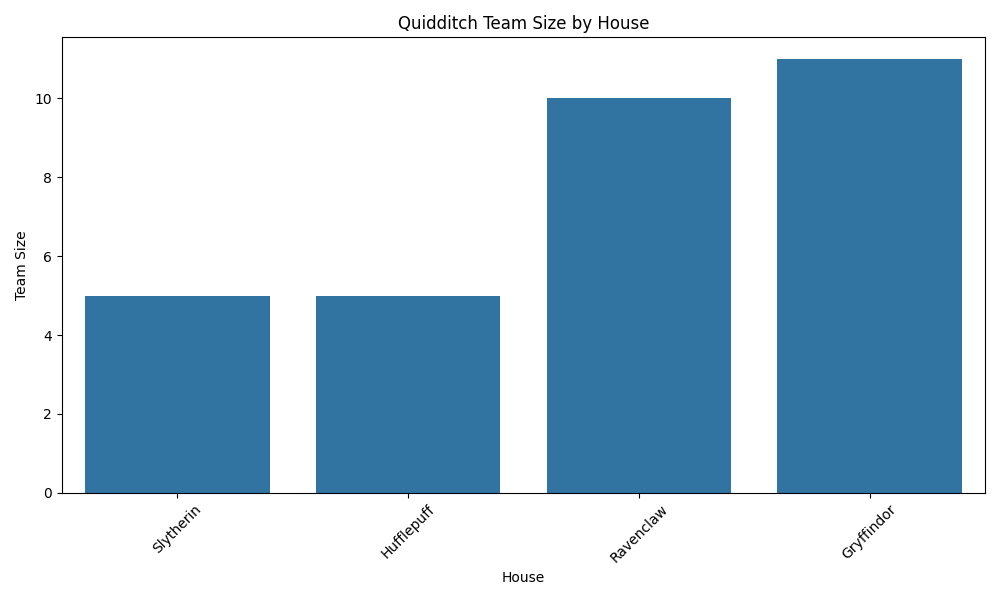 Quidditch Team Size by House
Team Size
10
8
6
4
2
0
Slytherin
Hufflepuff
Ravenclaw
Gryffindor
House